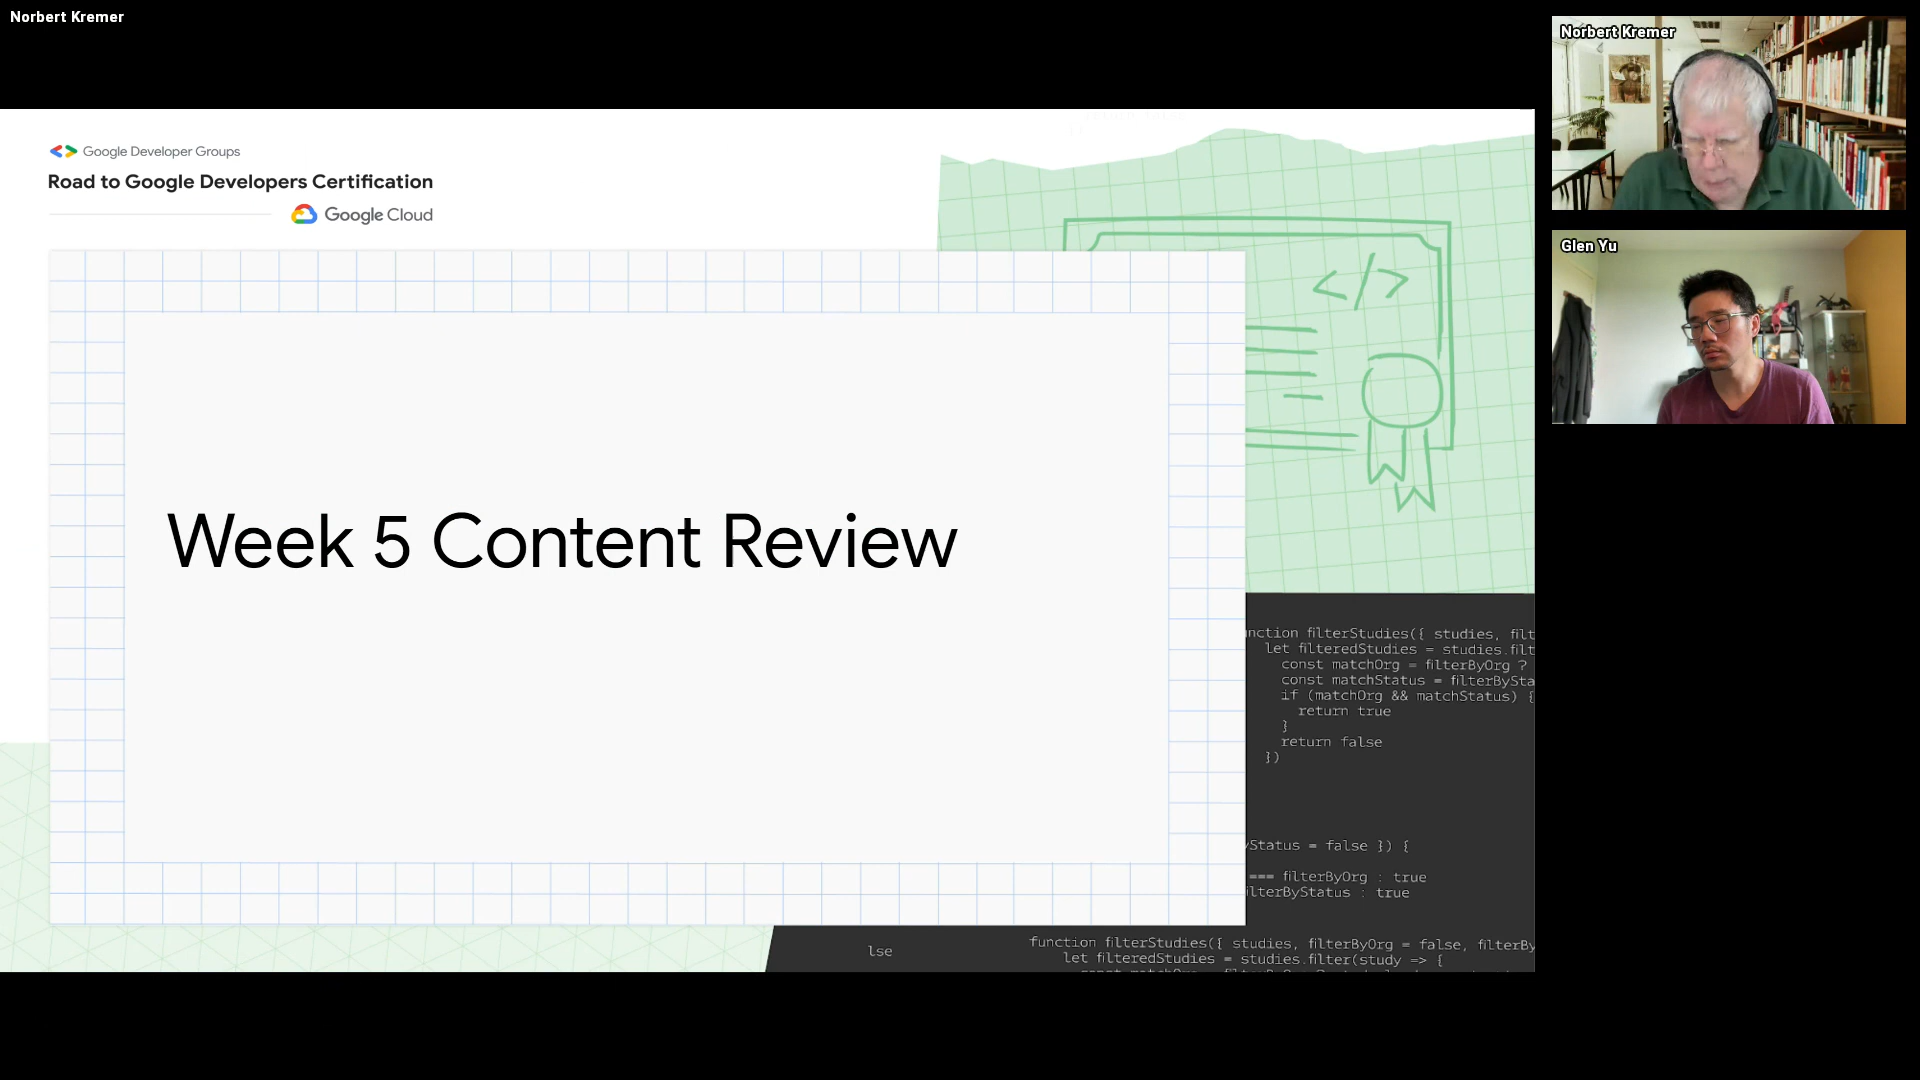 Norbert Kremer
Norbert Kremer
Glen Yu
Google Developer Groups
Road to Google Developers Certification
Google Cloud
</>
Week 5 Content Review
nction filterStudies({ studies, filt
let filteredStudies = studies.filt
const matchOrg = filterByOrg ?
const matchStatus = filterBySta
if (matchOrg && matchStatus) {
return true
}
return false
})
yStatus = false }) {
=== filterByOrg : true
ilterByStatus : true
lse
function filterStudies({ studies, filterByOrg = false, filterBy
let filteredStudies = studies.filter(study => {